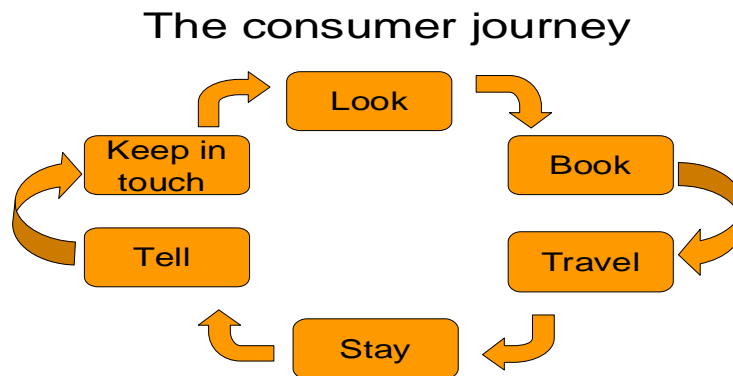 The consumer journey
Look
Book
Travel
Stay
Tell
Keep in
touch